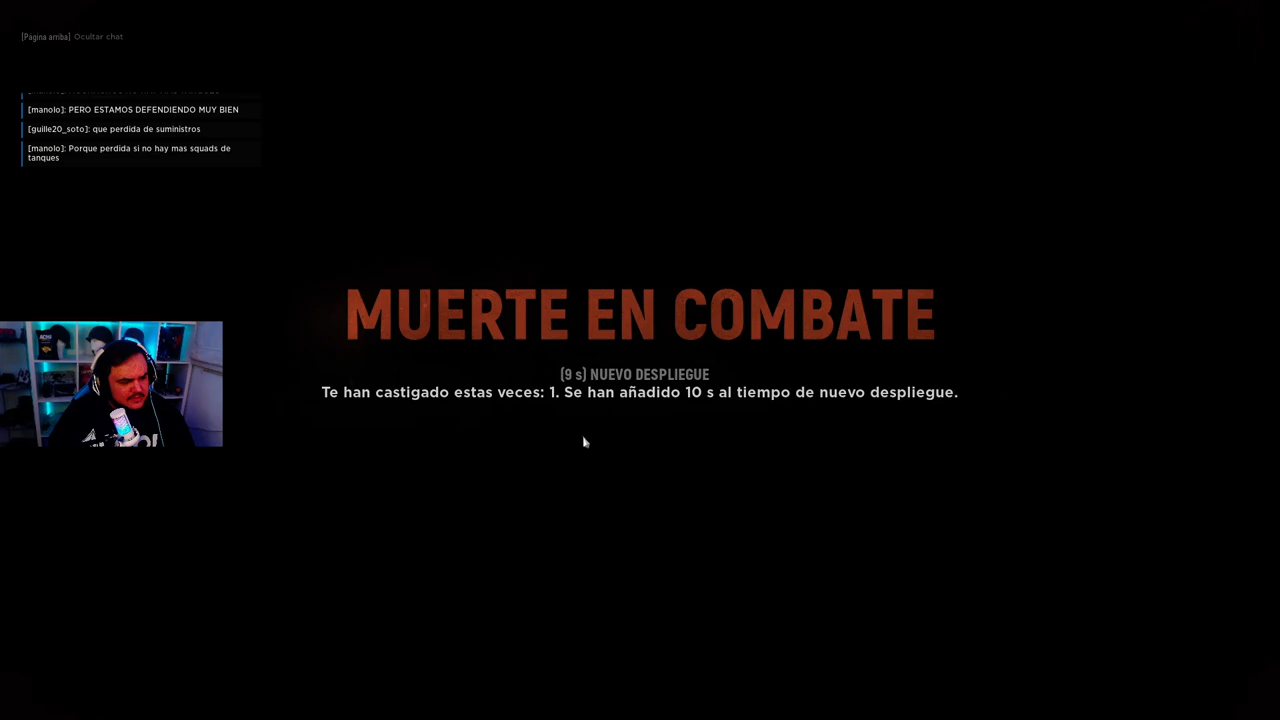 [Página arriba] Ocultar chat
[manolo]: PERO ESTAMOS DEFENDIENDO MUY BIEN
[guille20_soto]: que perdida de suministros
[manolo]: Porque perdida si no hay mas squads de
tanques
MUERTE EN COMBATE
(9 s) NUEVO DESPLIEGUE
Te han castigado estas veces: 1. Se han añadido 10 s al tiempo de nuevo despliegue.